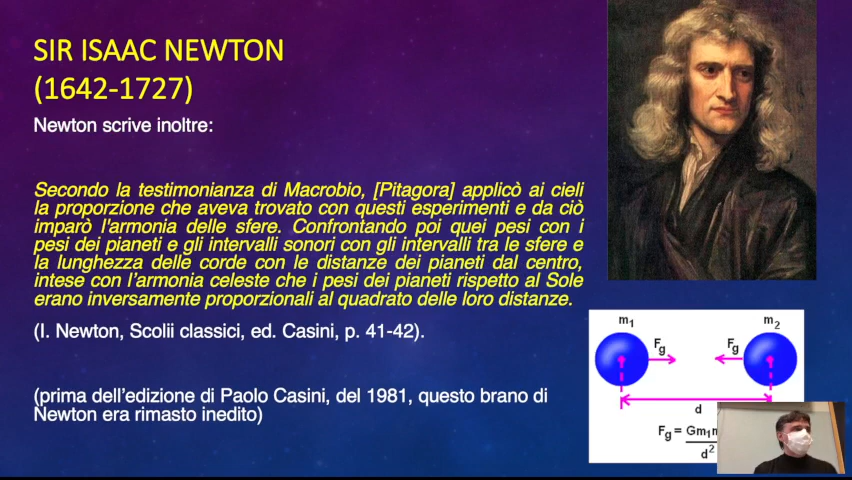 SIR ISAAC NEWTON
(1642-1727)
Newton scrive inoltre:
Secondo la testimonianza di Macrobio, [Pitagora] applicò ai cieli
la proporzione che aveva trovato con questi esperimenti e da ciò
imparò l'armonia delle sfere. Confrontando poi quei pesi con i
pesi dei pianeti e gli intervalli sonori con gli intervalli tra le sfere e
la lunghezza delle corde con le distanze dei pianeti dal centro,
intese con l'armonia celeste che i pesi dei pianeti rispetto al Sole
erano inversamente proporzionali al quadrato delle loro distanze.
(I. Newton, Scolii classici, ed. Casini, p. 41-42).
(prima dell'edizione di Paolo Casini, del 1981, questo brano di
Newton era rimasto inedito)
m1 m2
Fg Fg
d
Fg = Gm1
d2